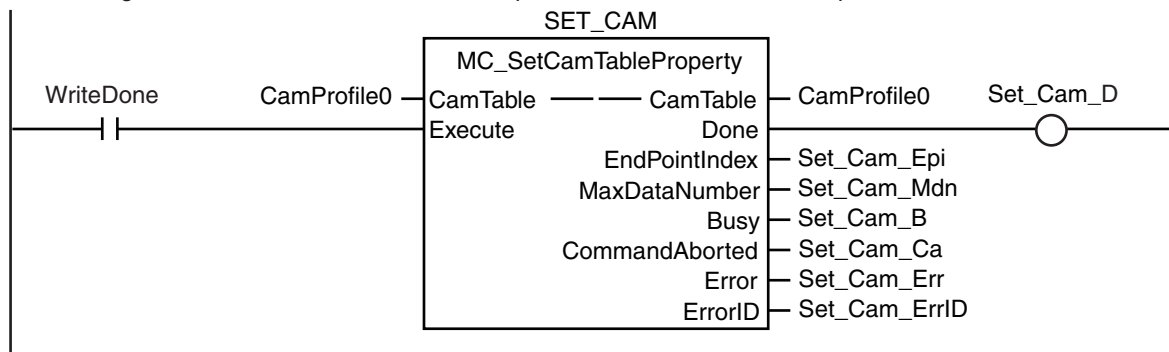 SET_CAM
MC_SetCamTableProperty
WriteDone CamProfile0 CamTable CamTable CamProfile0 Set_Cam_D
Execute Done
EndPointIndex Set_Cam_Epi
MaxDataNumber Set_Cam_Mdn
Busy Set_Cam_B
CommandAborted Set_Cam_Ca
Error Set_Cam_Err
ErrorID Set_Cam_ErrID